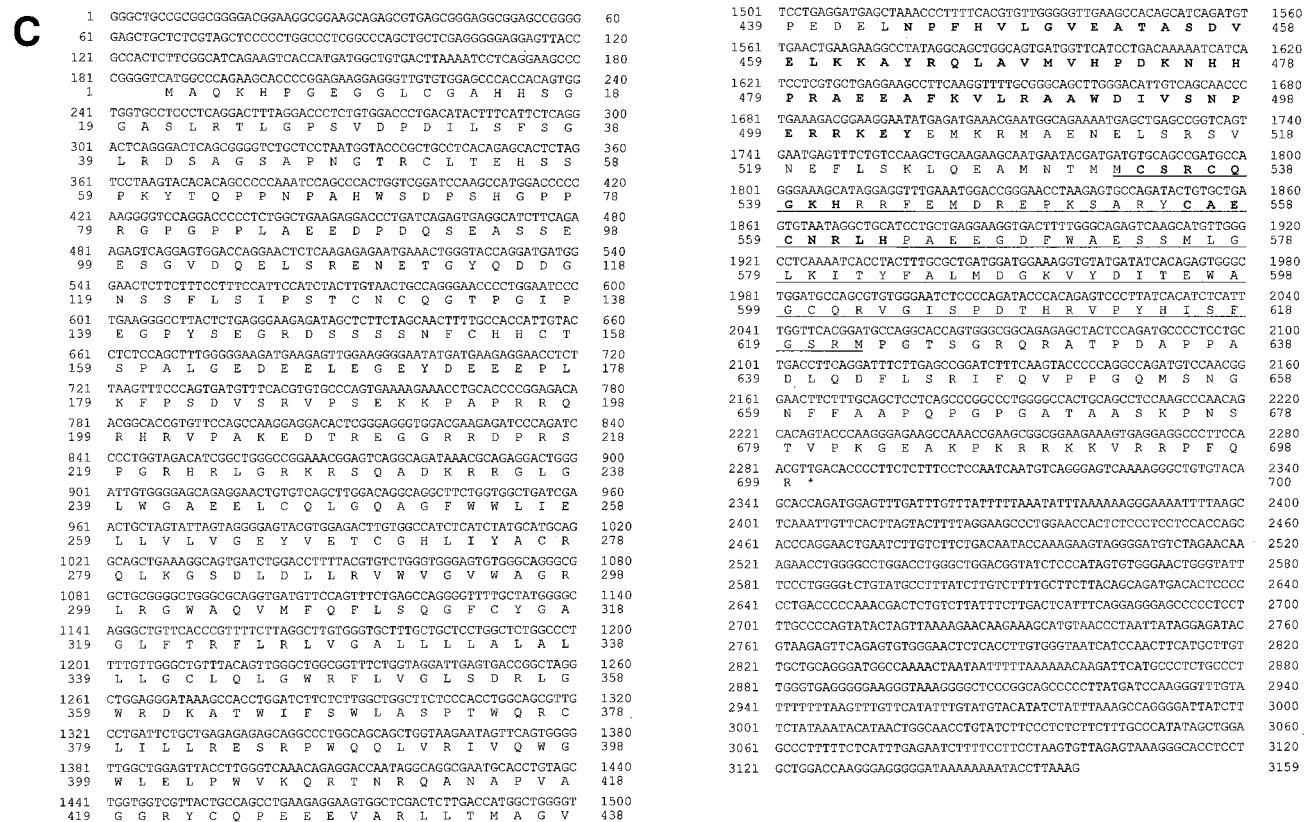 C
1 GGGCTGCCGCGGCGGGGACGGAAGGCGGAAGCAGAGCGTGAGCGGGAGGCGGAGCCGGGG 60
61 GAGCTGCTCTCGTAGCTCCCCCTGGCCCTCGGCCCAGCTGCTCGAGGGGGAGGAGTTACC 120
121 GCCACTCTTCGGCATCAGAAGTCACCATGATGGCTGTGACTTAAAATCCTCAGGAAGCCC 180
181 CGGGGTCATGGCCCAGAAGCACCCCGGAGAAGGAGGGTTGTGTGGAGCCCACCACAGTGG 240
1 M A Q K H P G E G G L C G A H H S G 18
241 TGGTGCCTCCCTCAGGACTTTAGGACCCTCTGTGGACCCTGACATACTTTCATTCTCAGG 300
19 G A S L R T L G P S V D P D I L S F S G 38
301 ACTCAGGGACTCAGCGGGGTCTGCTCCTAATGGTACCCGCTGCCTCACAGAGCACTCTAG 360
39 L R D S A G S A P N G T R C L T E H S S 58
361 TCCTAAGTACACACAGCCCCCAAATCCAGCCCACTGGTCGGATCCAAGCCATGGACCCCC 420
59 P K Y T Q P P N P A H W S D P S H G P P 78
421 AAGGGGTCCAGGACCCCCTCTGGCTGAAGAGGACCCTGATCAGAGTGAGGCATCTTCAGA 480
79 R G P G P P L A E E D P D Q S E A S S E 98
481 AGAGTCAGGAGTGGACCAGGAACTCTCAAGAGAGAATGAAACTGGGTACCAGGATGATGG 540
99 E S G V D Q E L S R E N E T G Y Q D D G 118
541 GAACTCTTCTTTCCTTTCCATTCCATCTACTTGTAACTGCCAGGGAACCCCTGGAATCCC 600
119 N S S F L S I P S T C N C Q G T P G I P 138
601 TGAAGGGCCTTACTCTGAGGGAAGAGATAGCTCTTCTAGCAACTTTTGCCACCATTGTAC 660
139 E G P Y S E G R D S S S S N F C H H C T 158
661 CTCTCCAGCTTTGGGGGAAGATGAAGAGTTGGAAGGGGAATATGATGAAGAGGAACCTCT 720
159 S P A L G E D E E L E G E Y D E E E P L 178
721 TAAGTTTCCCAGTGATGTTTCACGTGTGCCCAGTGAAAAGAAACCTGCACCCCGGAGACA 780
179 K F P S D V S R V P S E K K P A P R R Q 198
781 ACGGCACCGTGTTCCAGCCAAGGAGGACACTCGGGAGGGTGGACGAAGAGATCCCAGATC 840
199 R H R V P A K E D T R E G G R R D P R S 218
841 CCCTGGTAGACATCGGCTGGGCCGGAAACGGAGTCAGGCAGATAAACGCAGAGGACTGGG 900
219 P G R H R L G R K R S Q A D K R R G L G 238
901 ATTGTGGGGAGCAGAGGAACTGTGTCAGCTTGGACAGGCAGGCTTCTGGTGGCTGATCGA 960
239 L W G A E E L C Q L G Q A G F W W L I E 258
961 ACTGCTAGTATTAGTAGGGGAGTACGTGGAGACTTGTGGCCATCTCATCTATGCATGCAG 1020
259 L L V L V G E Y V E T C G H L I Y A C R 278
1021 GCAGCTGAAAGGCAGTGATCTGGACCTTTTACGTGTCTGGGTGGGAGTGTGGGCAGGGCG 1080
279 Q L K G S D L D L L R V W V G V W A G R 298
1081 GCTGCGGGGCTGGGCGCAGGTGATGTTCCAGTTTCTGAGCCAGGGGTTTTGCTATGGGGC 1140
299 L R G W A Q V M F Q F L S Q G F C Y G A 318
1141 AGGGCTGTTCACCCGTTTTCTTAGGCTTGTGGGTGCTTTGCTGCTCCTGGCTCTGGCCCT 1200
319 G L F T R F L R L V G A L L L L A L A L 338
1201 TTTGTTGGGCTGTTTACAGTTGGGCTGGCGGTTTCTGGTAGGATTGAGTGACCGGCTAGG 1260
339 L L G C L Q L G W R F L V G L S D R L G 358
1261 CTGGAGGGATAAAGCCACCTGGATCTTCTCTTGGCTGGCTTCTCCCACCTGGCAGCGTTG 1320
359 W R D K A T W I F S W L A S P T W Q R C 378
1321 CCTGATTCTGCTGAGAGAGAGCAGGCCCTGGCAGCAGCTGGTAAGAATAGTTCAGTGGGG 1380
379 L I L L R E S R P W Q Q L V R I V Q W G 398
1381 TTGGCTGGAGTTACCTTGGGTCAAACAGAGGACCAATAGGCAGGCGAATGCACCTGTAGC 1440
399 W L E L P W V K Q R T N R Q A N A P V A 418
1441 TGGTGGTCGTTACTGCCAGCCTGAAGAGGAAGTGGCTCGACTCTTGACCATGGCTGGGGT 1500
419 G G R Y C Q P E E E V A R L L T M A G V 438
1501 TCCTGAGGATGAGCTAAACCCTTTTCACGTGTTGGGGGTTGAAGCCACAGCATCAGATGT 1560
439 P E D E L N P F H V L G V E A T A S D V 458
1561 TGAACTGAAGAAGGCCTATAGGCAGCTGGCAGTGATGGTTCATCCTGACAAAAATCATCA 1620
459 E L K K A Y R Q L A V M V H P D K N H H 478
1621 TCCTCGTGCTGAGGAAGCCTTCAAGGTTTTGCGGGCAGCTTGGGACATTGTCAGCAACCC 1680
479 P R A E E A F K V L R A A W D I V S N P 498
1681 TGAAAGACGGAAGGAATATGAGATGAAACGAATGGCAGAAAATGAGCTGAGCCGGTCAGT 1740
499 E R R K E Y E M K R M A E N E L S R S V 518
1741 GAATGAGTTTCTGTCCAAGCTGCAAGAAGCAATGAATACGATGATGTGCAGCCGATGCCA 1800
519 N E F L S K L Q E A M N T M M C S R C Q 538
1801 GGGAAAGCATAGGAGGTTTGAAATGGACCGGGAACCTAAGAGTGCCAGATACTGTGCTGA 1860
539 G K H R R F E M D R E P K S A R Y C A E 558
1861 GTGTAATAGGCTGCATCCTGCTGAGGAAGGTGACTTTTGGGCAGAGTCAAGCATGTTGGG 1920
559 C N R L H P A E E G D F W A E S S M L G 578
1921 CCTCAAAATCACCTACTTTGCGCTGATGGATGGAAAGGTGTATGATATCACAGAGTGGGC 1980
579 L K I T Y F A L M D G K V Y D I T E W A 598
1981 TGGATGCCAGCGTGTGGGAATCTCCCCAGATACCCACAGAGTCCCTTATCACATCTCATT 2040
599 G C Q R V G I S P D T H R V P Y H I S F 618
2041 TGGTTCACGGATGCCAGGCACCAGTGGGCGGCAGAGAGCTACTCCAGATGCCCCTCCTGC 2100
619 G S R M P G T S G R Q R A T P D A P P A 638
2101 TGACCTTCAGGATTTCTTGAGCCGGATCTTTCAAGTACCCCCAGGCCAGATGTCCAACGG 2160
639 D L Q D F L S R I F Q V P P G Q M S N G 658
2161 GAACTTCTTTGCAGCTCCTCAGCCCGGCCCTGGGGCCACTGCAGCCTCCAAGCCCAACAG 2220
659 N F F A A P Q P G P G A T A A S K P N S 678
2221 CACAGTACCCAAGGGAGAAGCCAAACCGAAGCGGCGGAAGAAAGTGAGGAGGCCCTTCCA 2280
679 T V P K G E A K P K R R K K V R R P F Q 698
2281 ACGTTGACACCCCTTCTCTTTCCTCCAATCAATGTCAGGGAGTCAAAAGGGCTGTGTACA 2340
699 R * 700
2341 GCACCAGATGGAGTTTGATTTGTTTATTTTTAAATATTTAAAAAAGGGAAAATTTTAAGC 2400
2401 TCAAATTGTTCACTTAGTACTTTTAGGAAGCCCTGGAACCACTCTCCCTCCTCCACCAGC 2460
2461 ACCCAGGAACTGAATCTTGTCTTCTGACAATACCAAAGAAGTAGGGGATGTCTAGAACAA 2520
2521 AGAACCTGGGGCCTGGACCTGGGCTGGACGGTATCTCCCATAGTGTGGGAACTGGGTATT 2580
2581 TCCCTGGGGtCTGTATGCCTTTATCTTGTCTTTTGCTTCTTACAGCAGATGACACTCCCC 2640
2641 CCTGACCCCCAAACGACTCTGTCTTATTTCTTGACTCATTTCAGGAGGGAGCCCCCTCCT 2700
2701 TTGCCCCAGTATACTAGTTAAAAGAACAAGAAAGCATGTAACCCTAATTATAGGAGATAC 2760
2761 GTAAGAGTTCAGAGTGTGGGAACTCTCACCTTGTGGGTAATCATCCAACTTCATGCTTGT 2820
2821 TGCTGCAGGGATGGCCAAAACTAATAATTTTTAAAAAACAAGATTCATGCCCTCTGCCCT 2880
2881 TGGGTGAGGGGGAAGGGTAAAGGGGCTCCCGGCAGCCCCCTTATGATCCAAGGGTTTGTA 2940
2941 TTTTTTTAAGTTTGTTCATATTTGTATGTACATATCTATTTAAAGCCAGGGGATTATCTT 3000
3001 TCTATAAATACATAACTGGCAACCTGTATCTTCCCTCTCTTCTTTGCCCATATAGCTGGA 3060
3061 GCCCTTTTTCTCATTTGAGAATCTTTTCCTTCCTAAGTGTTAGAGTAAAGGGCACCTCCT 3120
3121 GCTGGACCAAGGGAGGGGGATAAAAAAAATACCTTAAAG 3159